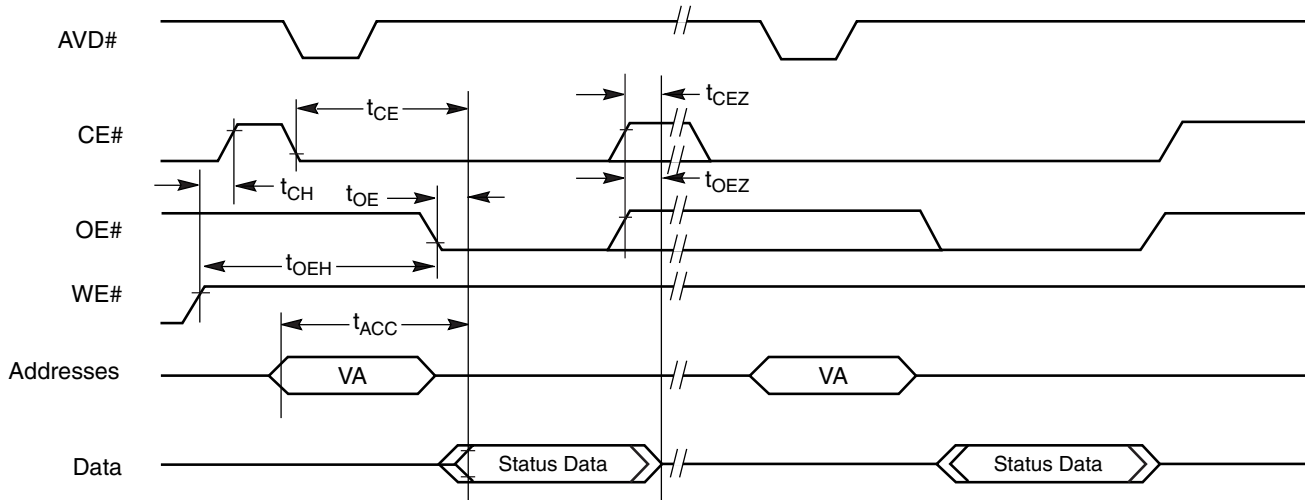 AVD#
t_CEZ
t_CE
CE#
t_CH
t_OE
t_OEZ
OE#
t_OEH
WE#
t_ACC
Addresses VA VA
Data Status Data Status Data